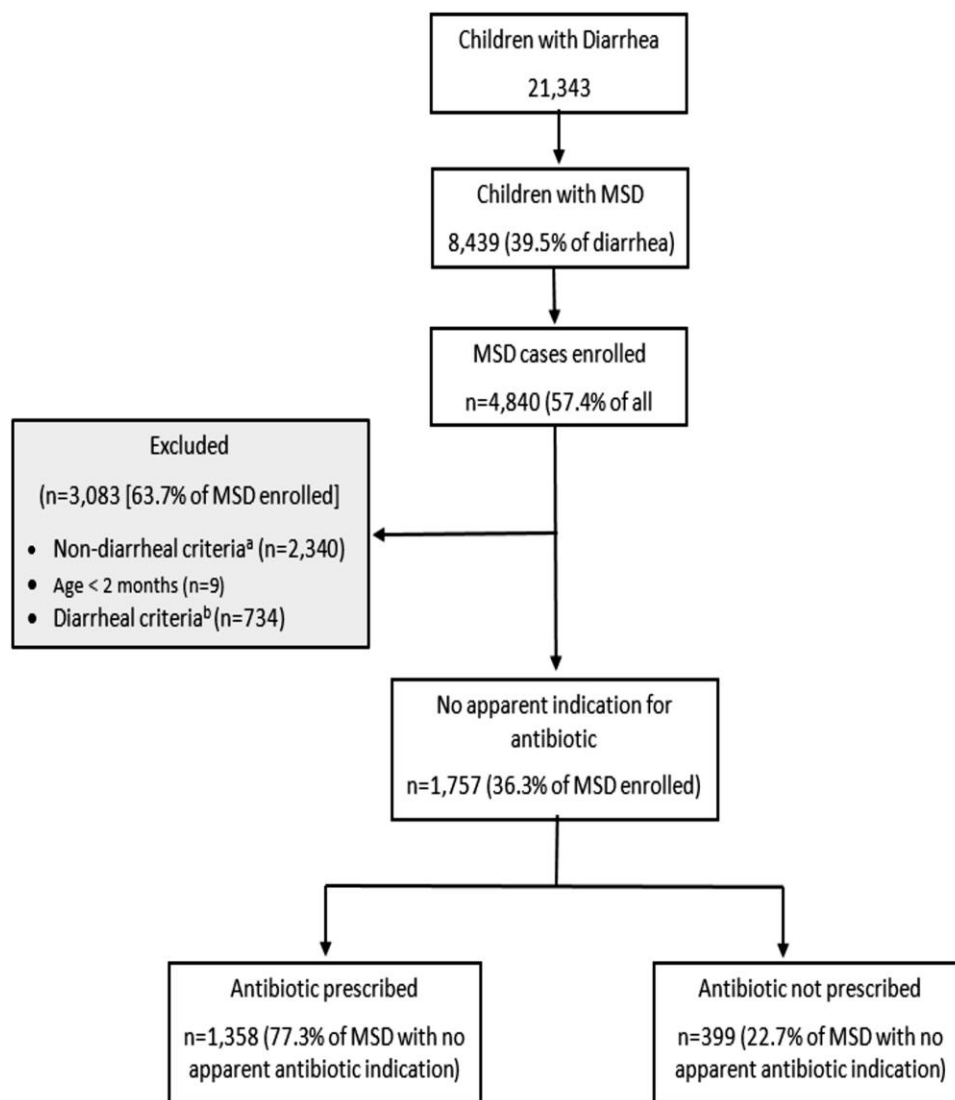 Children with Diarrhea
21,343
Children with MSD
8,439 (39.5% of diarrhea)
MSD cases enrolled
n=4,840 (57.4% of all
Excluded
(n=3,083 [63.7% of MSD enrolled]
• Non-diarrheal criteriaᵃ (n=2,340)
• Age < 2 months (n=9)
• Diarrheal criteriaᵇ (n=734)
No apparent indication for
antibiotic
n=1,757 (36.3% of MSD enrolled)
Antibiotic prescribed
n=1,358 (77.3% of MSD with no
apparent antibiotic indication)
Antibiotic not prescribed
n=399 (22.7% of MSD with no
apparent antibiotic indication)